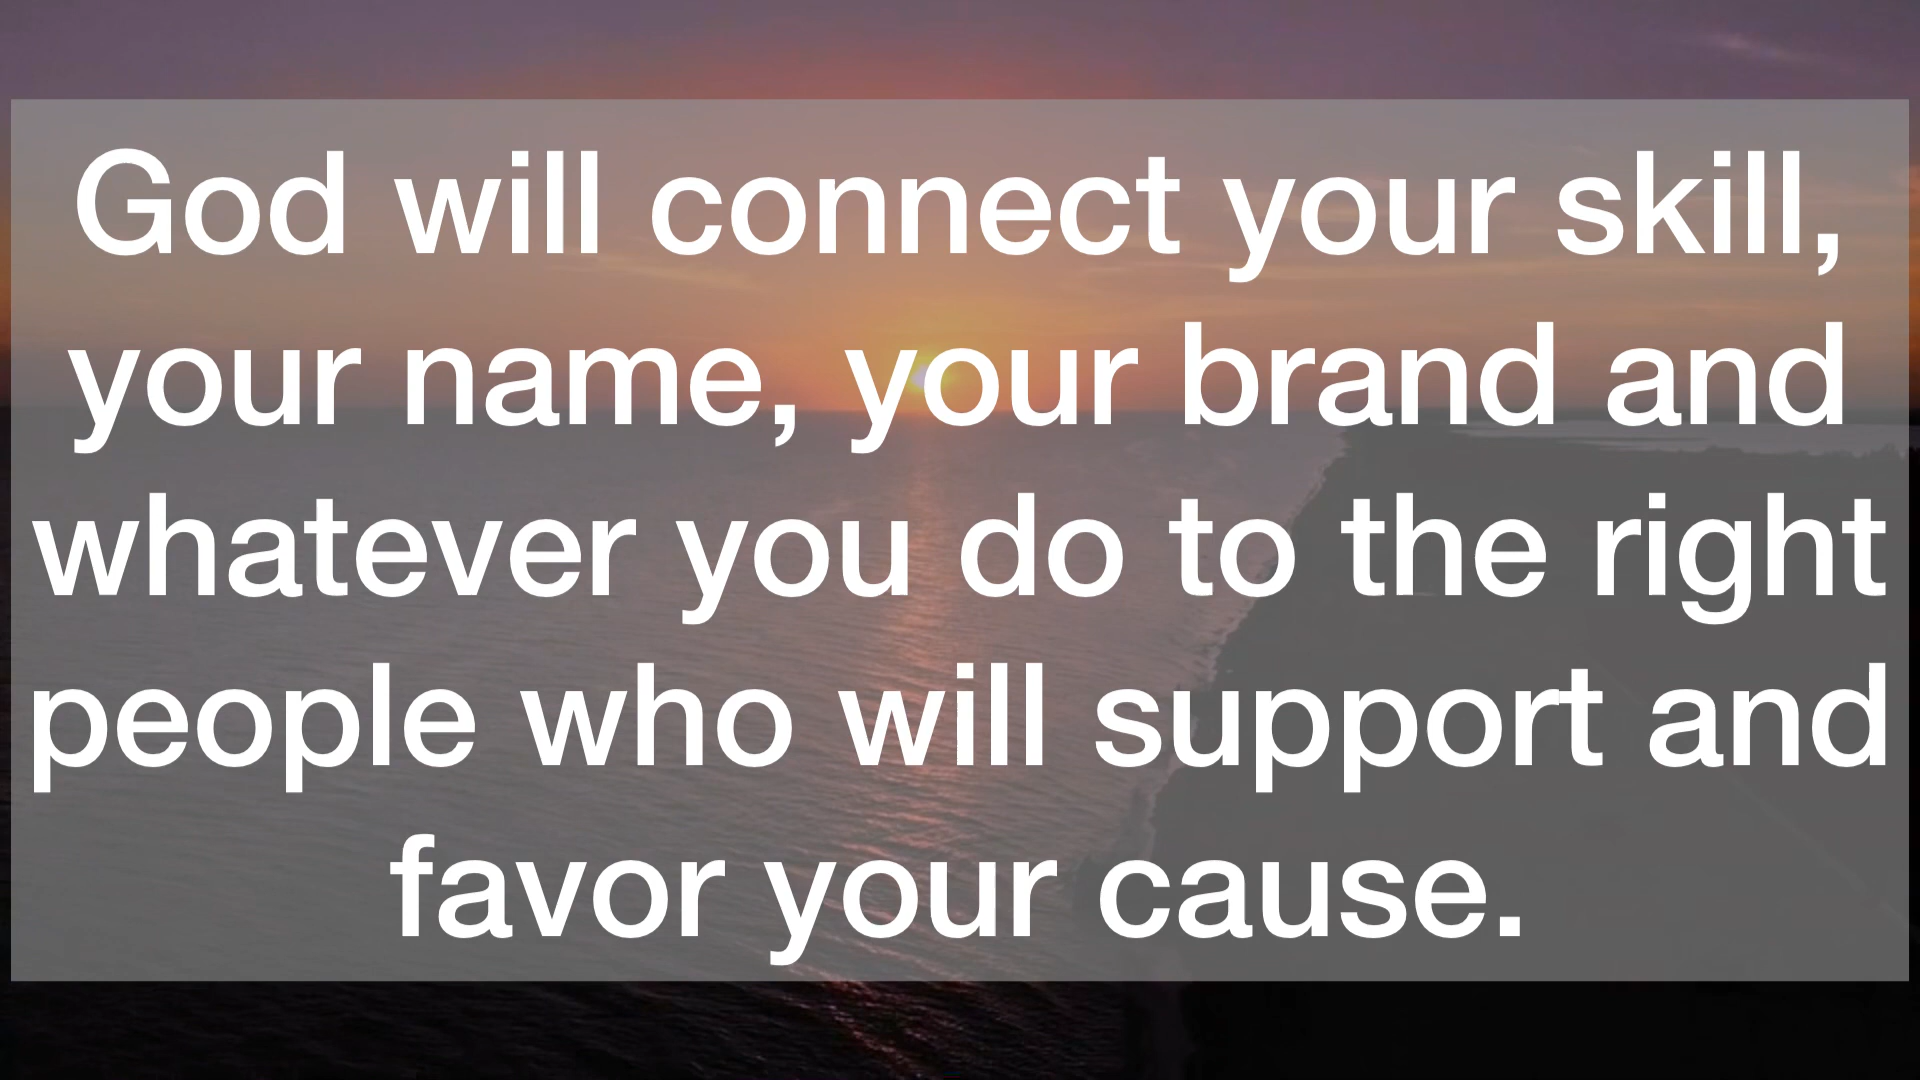 God will connect your skill,
your name, your brand and
whatever you do to the right
people who will support and
favor your cause.